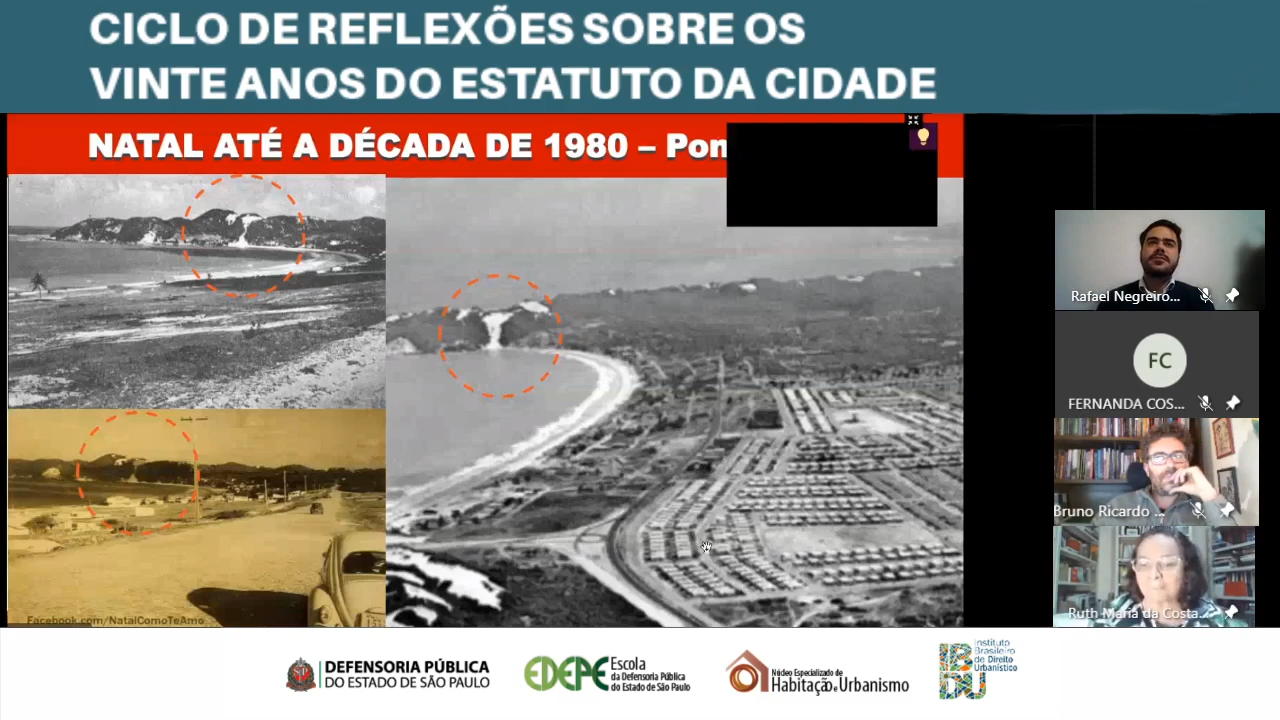 CICLO DE REFLEXÕES SOBRE OS
VINTE ANOS DO ESTATUTO DA CIDADE
NATAL ATÉ A DÉCADA DE 1980 – Pon
Rafael Negreiro...
FC
FERNANDA COS...
Bruno Ricardo ...
Ruth Maria da Costa...
Facebook.com/NatalComoTeAmo
DEFENSORIA PÚBLICA
DO ESTADO DE SÃO PAULO
EDEPE
Escola
da Defensoria Pública
do Estado de São Paulo
Núcleo Especializado de
Habitação e Urbanismo
IBDU
Instituto
Brasileiro
de Direito
Urbanístico